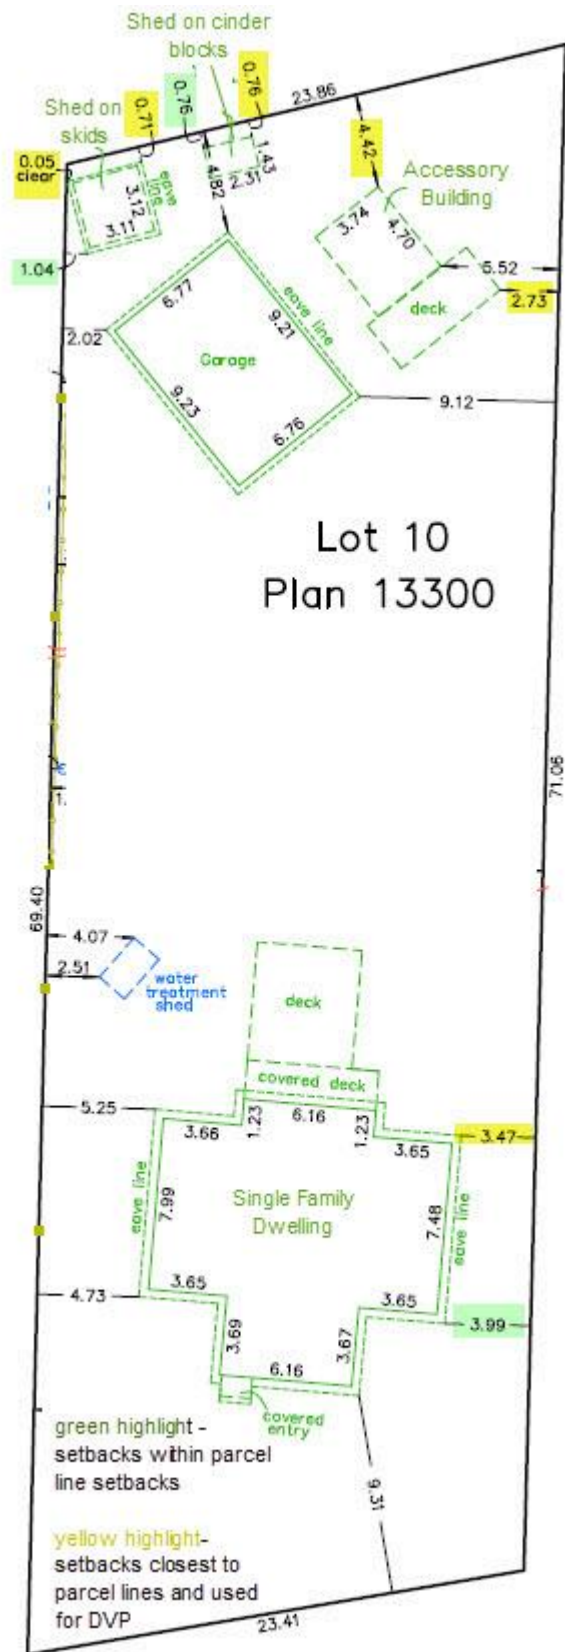 Shed on cinder
blocks
Shed on
skids
0.71
0.76
0.76
23.86
0.05
clear
4.82
1.43
2.31
4.42
Accessory
Building
3.12
eave
line
3.11
3.74
4.70
1.04
5.52
2.73
deck
6.77
eave line
9.21
2.02
Garage
9.23
6.76
9.12
Lot 10
Plan 13300
71.06
69.40
4.07
2.51
water
treatment
shed
deck
covered deck
5.25
3.66
1.23
6.16
1.23
3.65
3.47
eave line
7.99
Single Family
Dwelling
7.48
eave line
4.73
3.65
3.65
3.99
3.69
3.67
6.16
covered
entry
green highlight -
setbacks within parcel
line setbacks
9.31
yellow highlight-
setbacks closest to
parcel lines and used
for DVP
23.41